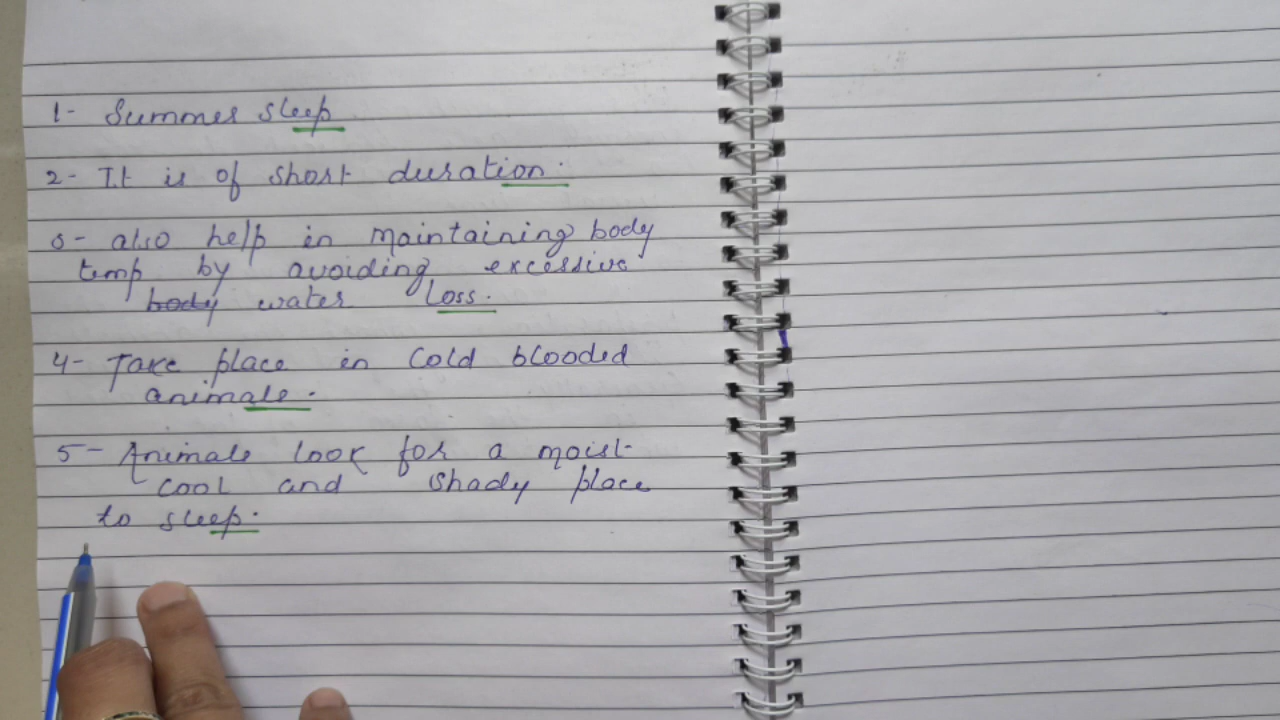 1- Summer sleep
2- It is of short duration.
3- also help in maintaining body
temp by avoiding excessive
body water loss.
4- Take place in cold blooded
animals.
5- Animals look for a moist
cool and shady place
to sleep.